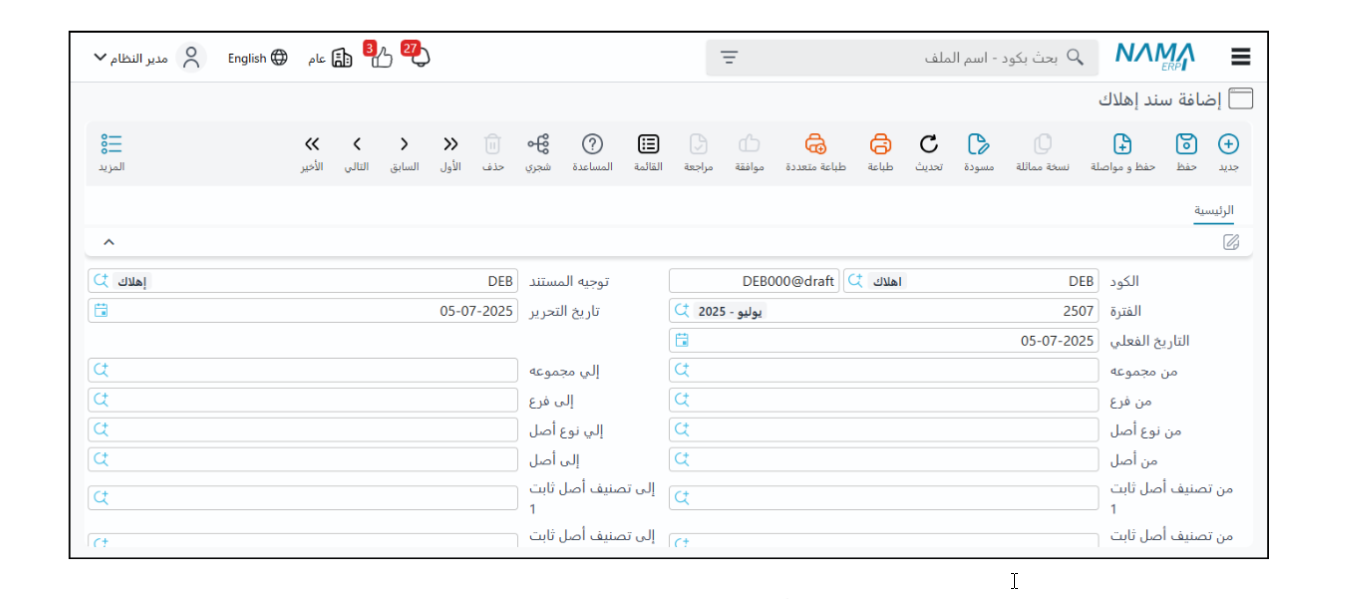 NAMA ERP بحث بكود - اسم الملف 27 3 عام English مدير النظام
إضافة سند إهلاك
جديد حفظ حفظ و مواصلة نسخة مماثلة مسودة تحديث طباعة طباعة متعددة موافقة مراجعة القائمة المساعدة شجري حذف الأول السابق التالي الأخير المزيد
الرئيسية
الكود DEB اهلاك DEB000@draft توجيه المستند DEB إهلاك
الفترة 2507 يوليو - 2025 تاريخ التحرير 05-07-2025
التاريخ الفعلي 05-07-2025
من مجموعه إلي مجموعه
من فرع إلى فرع
من نوع أصل إلي نوع أصل
من أصل إلى أصل
من تصنيف أصل ثابت 1 إلى تصنيف أصل ثابت 1
من تصنيف أصل ثابت إلى تصنيف أصل ثابت